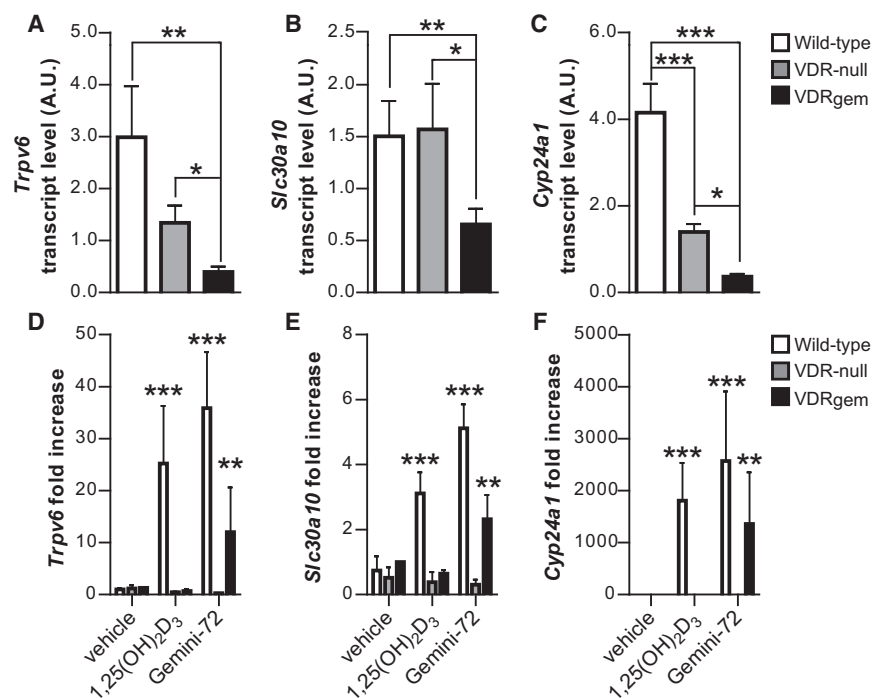 A
Trpv6
transcript level (A.U.)
5.0
4.0
3.0
2.0
1.0
0.0
**
*
B
Slc30a10
transcript level (A.U.)
2.5
2.0
1.5
1.0
0.5
0.0
**
*
C
Cyp24a1
transcript level (A.U.)
6.0
4.0
2.0
0.0
***
***
*
Wild-type
VDR-null
VDRgem
D
Trpv6 fold increase
50
40
30
20
10
0
***
***
**
vehicle
1,25(OH)2D3
Gemini-72
E
Slc30a10 fold increase
8
6
4
2
0
***
***
**
vehicle
1,25(OH)2D3
Gemini-72
F
Cyp24a1 fold increase
5000
4000
3000
2000
1000
0
***
***
**
vehicle
1,25(OH)2D3
Gemini-72
Wild-type
VDR-null
VDRgem